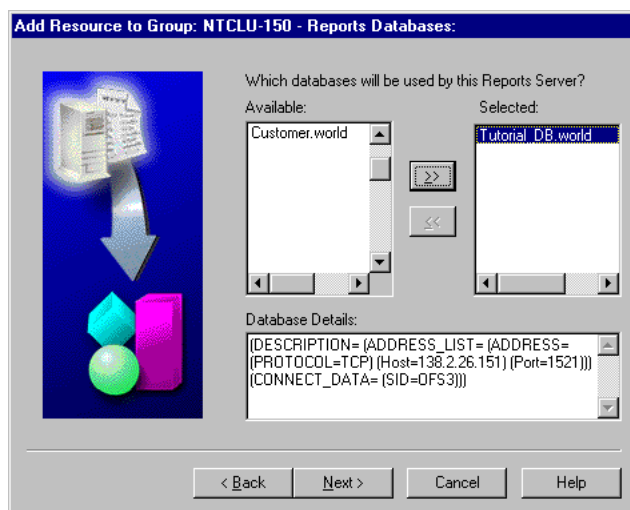 Add Resource to Group: NTCLU-150 - Reports Databases:
Which databases will be used by this Reports Server?
Available:
Selected:
Customer.world
Tutorial_DB.world
>>
<<
Database Details:
(DESCRIPTION= (ADDRESS_LIST= (ADDRESS=
(PROTOCOL=TCP) (Host=138.2.26.151) (Port=1521)))
(CONNECT_DATA= (SID=OFS3)))
< Back
Next >
Cancel
Help